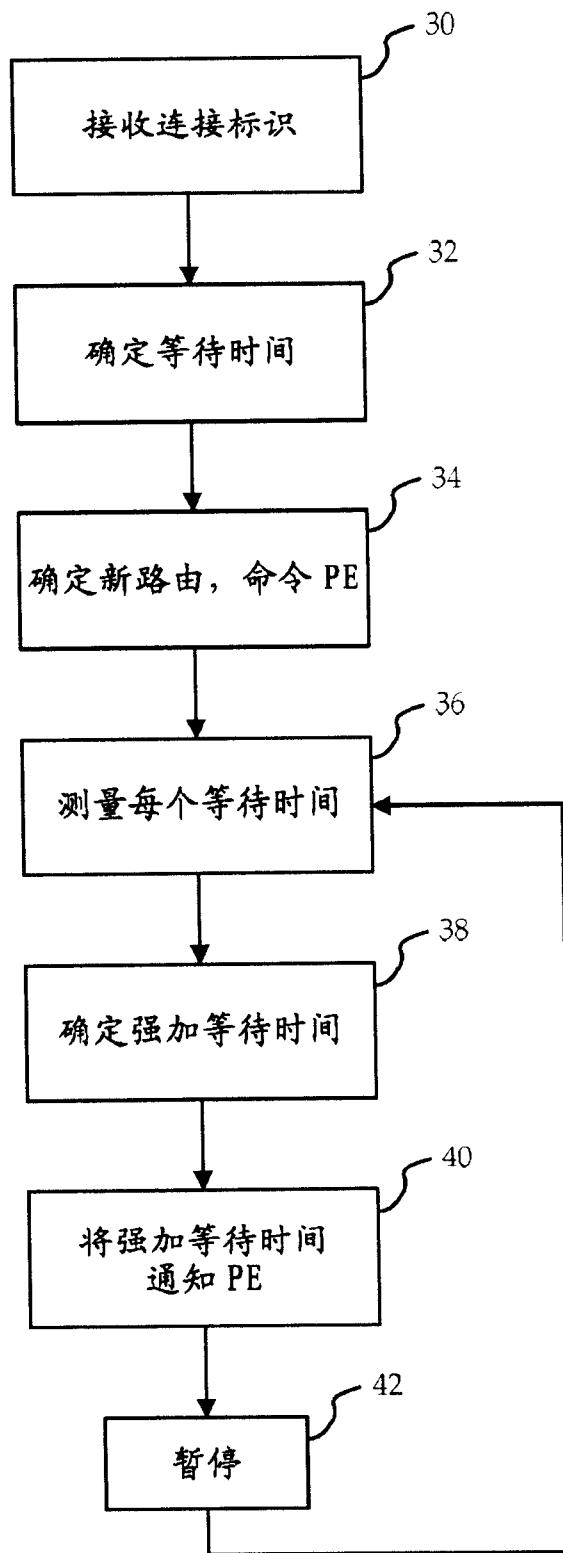 30
接收连接标识
32
确定等待时间
34
确定新路由，命令 PE
36
测量每个等待时间
38
确定强加等待时间
40
将强加等待时间
通知 PE
42
暂停